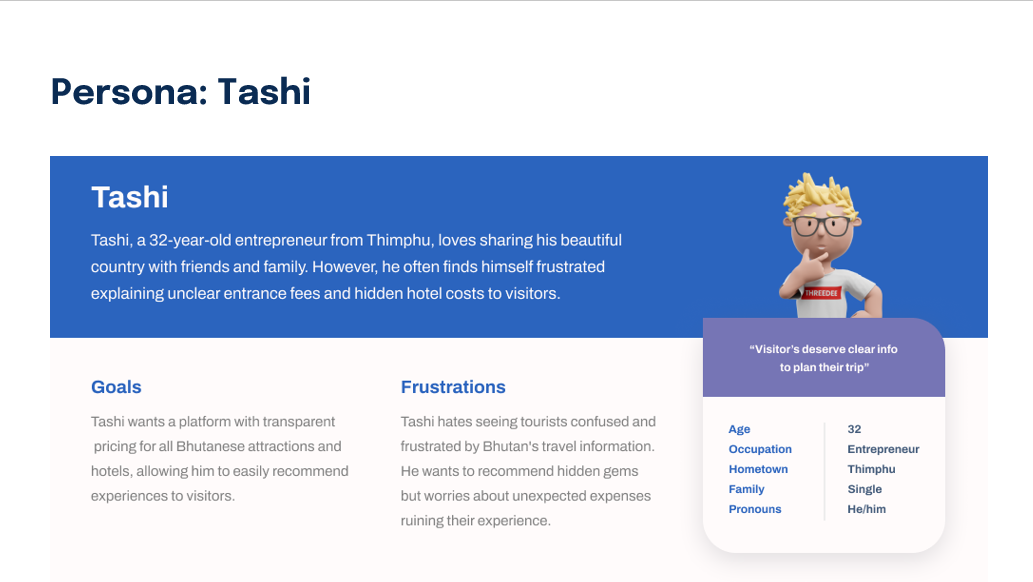 Persona: Tashi
Tashi
Tashi, a 32-year-old entrepreneur from Thimphu, loves sharing his beautiful
country with friends and family. However, he often finds himself frustrated
explaining unclear entrance fees and hidden hotel costs to visitors.
THREEDEE
“Visitor’s deserve clear info
to plan their trip”
Goals
Tashi wants a platform with transparent
pricing for all Bhutanese attractions and
hotels, allowing him to easily recommend
experiences to visitors.
Frustrations
Tashi hates seeing tourists confused and
frustrated by Bhutan's travel information.
He wants to recommend hidden gems
but worries about unexpected expenses
ruining their experience.
Age 32
Occupation Entrepreneur
Hometown Thimphu
Family Single
Pronouns He/him